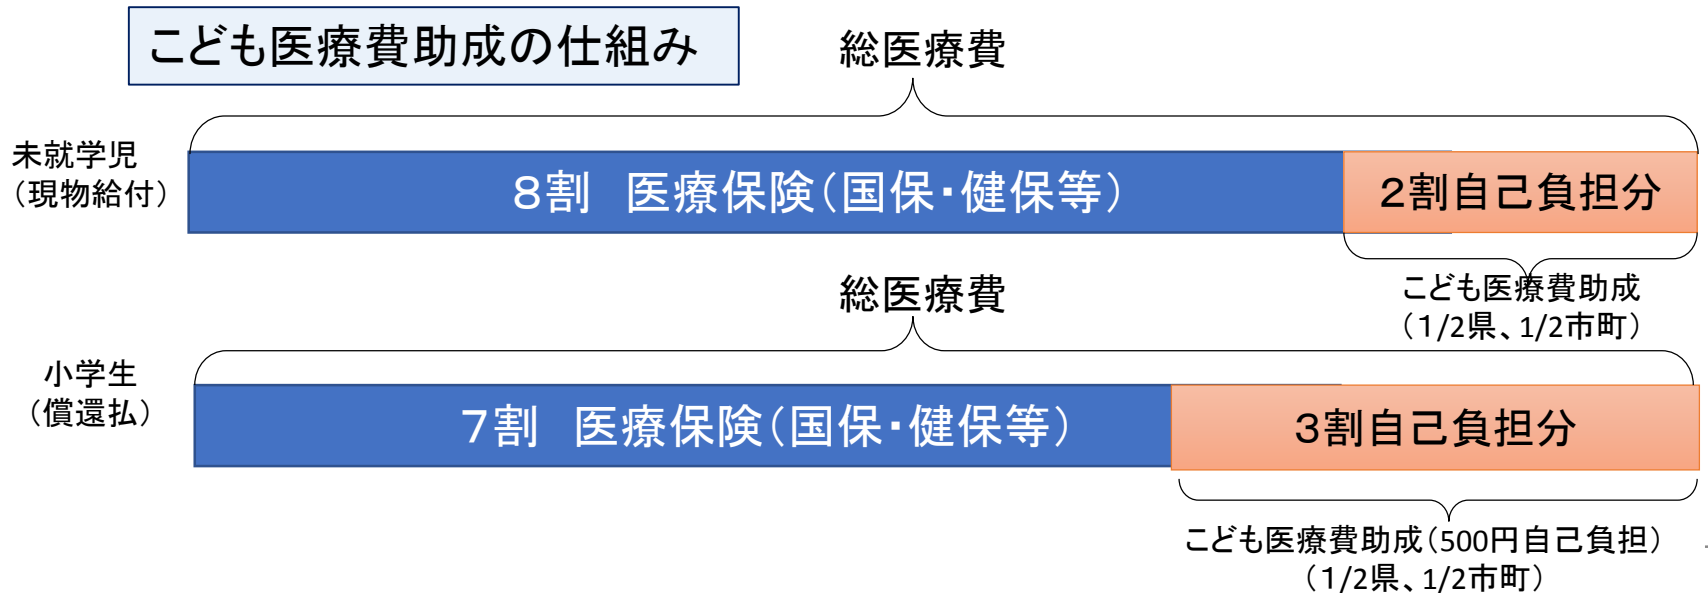 こども医療費助成の仕組み
総医療費
未就学児
（現物給付）
８割　医療保険（国保・健保等）
２割自己負担分
こども医療費助成
（１/2県、1/2市町）
総医療費
小学生
（償還払）
７割　医療保険（国保・健保等）
３割自己負担分
こども医療費助成（500円自己負担）
（１/2県、1/2市町）